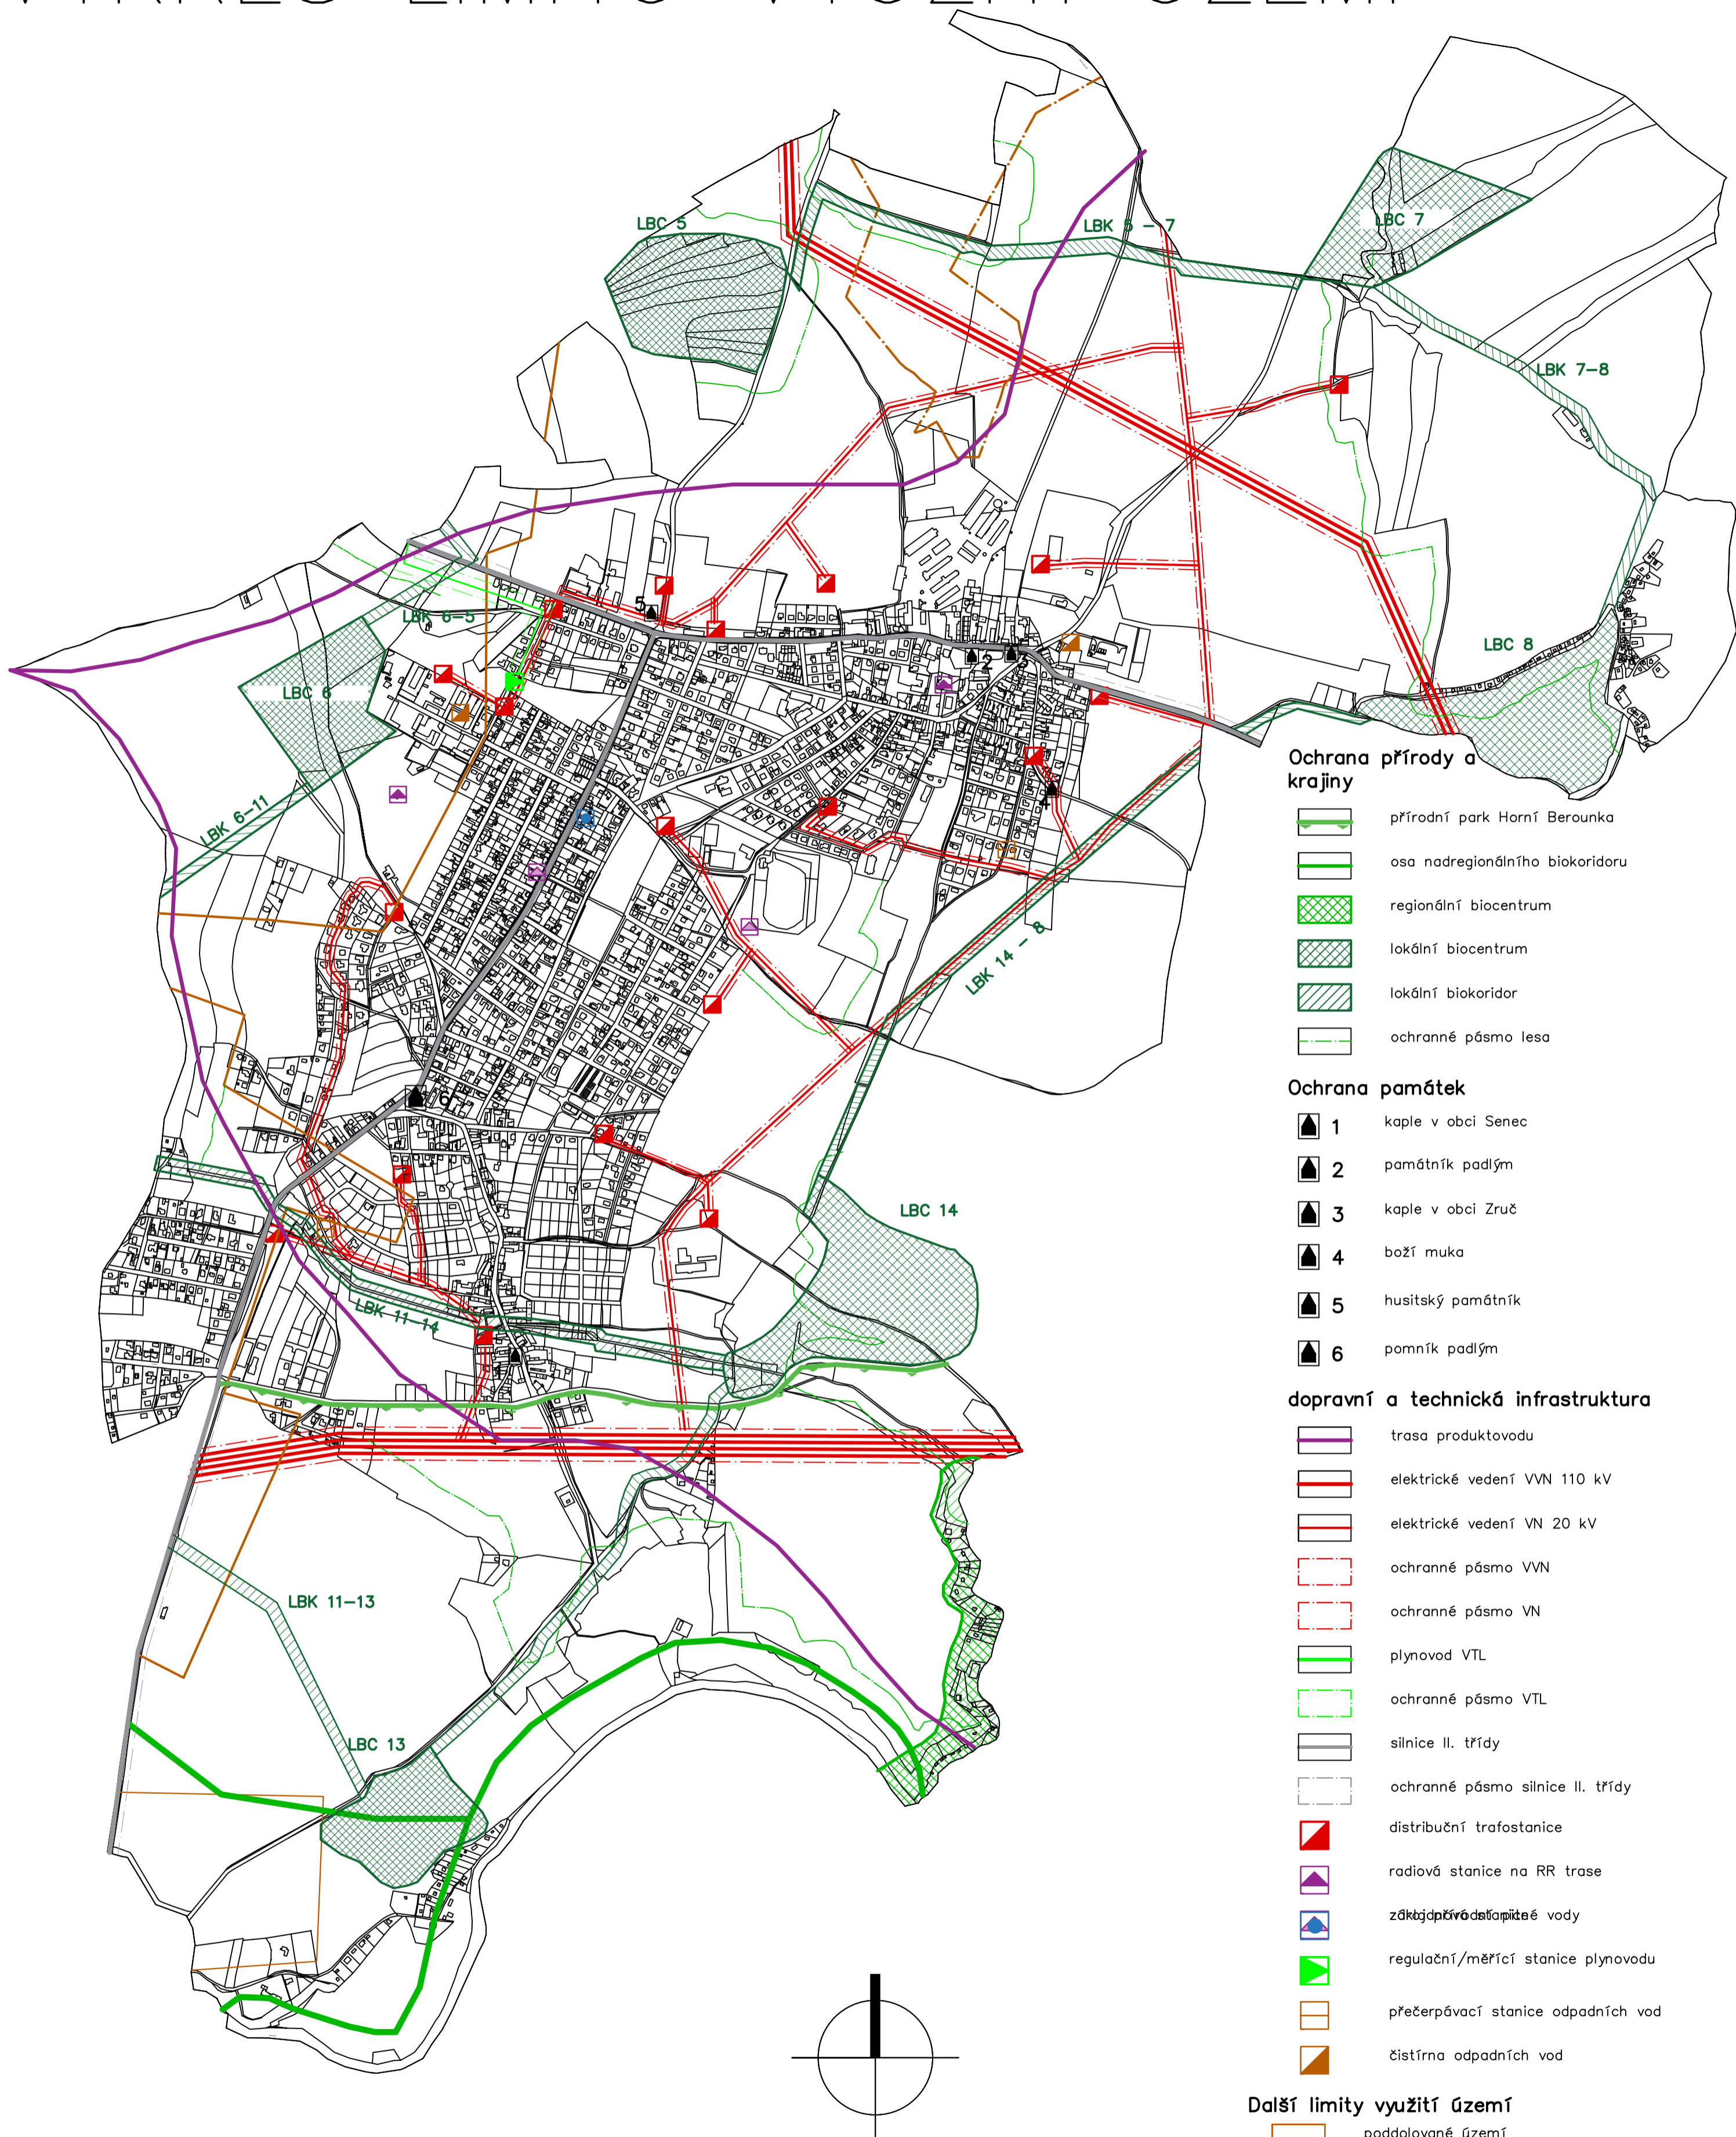 VÝKRES LIMITŮ VYUŽITÍ ÚZEMÍ
LBC 5
LBK 5 - 7
LBC 7
LBK 7-8
LBK 6-5
5
LBC 6
2
3
LBC 8
LBK 6-11
4
LBK 14 - 8
6
LBC 14
LBK 11-14
1
LBK 11-13
LBC 13
Ochrana přírody a
krajiny
přírodní park Horní Berounka
osa nadregionálního biokoridoru
regionální biocentrum
lokální biocentrum
lokální biokoridor
ochranné pásmo lesa
Ochrana památek
1 kaple v obci Senec
2 památník padlým
3 kaple v obci Zruč
4 boží muka
5 husitský památník
6 pomník padlým
dopravní a technická infrastruktura
trasa produktovodu
elektrické vedení VVN 110 kV
elektrické vedení VN 20 kV
ochranné pásmo VVN
ochranné pásmo VN
plynovod VTL
ochranné pásmo VTL
silnice II. třídy
ochranné pásmo silnice II. třídy
distribuční trafostanice
radiová stanice na RR trase
vody
regulační/měřící stanice plynovodu
přečerpávací stanice odpadních vod
čistírna odpadních vod
Další limity využití území
poddolované území